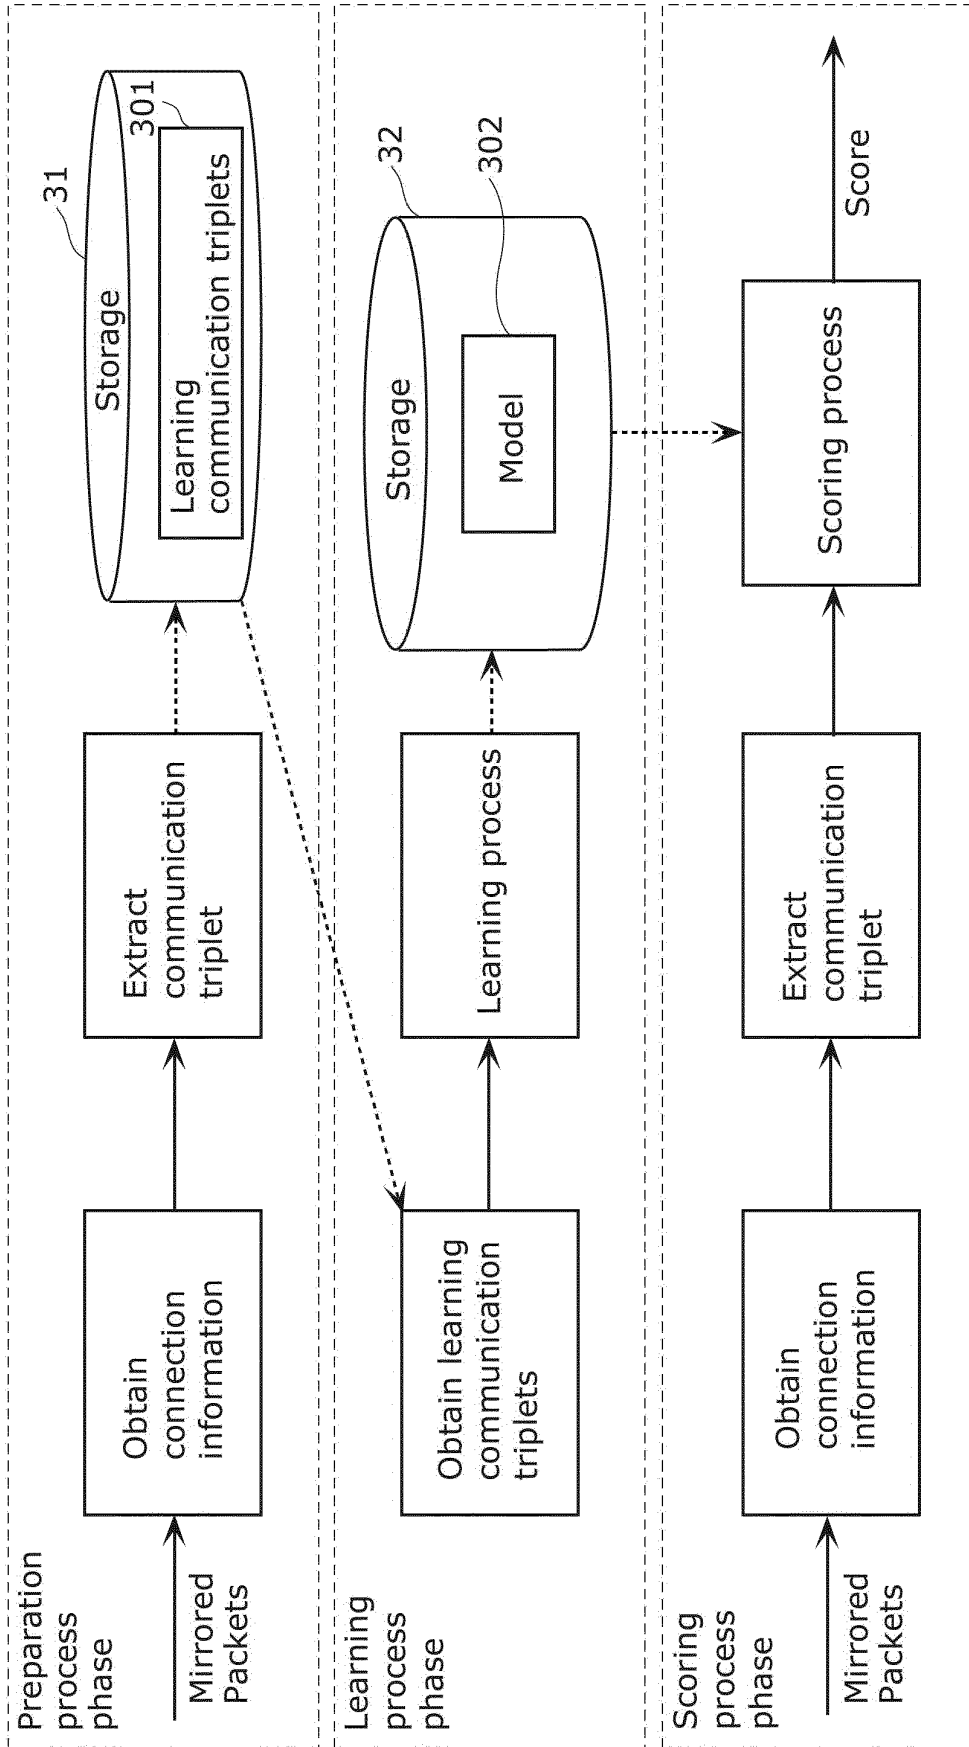 Preparation
process
phase
Mirrored
Packets
Obtain
connection
information
Extract
communication
triplet
Storage
31
301
Learning
communication triplets
Learning
process
phase
Obtain learning
communication
triplets
Learning process
Storage
32
302
Model
Scoring
process
phase
Mirrored
Packets
Obtain
connection
information
Extract
communication
triplet
Scoring process
Score